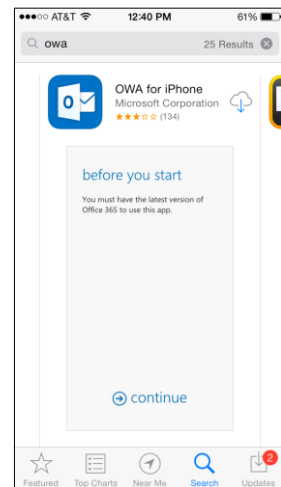 AT&T 12:40 PM 61%
owa 25 Results
OWA for iPhone
Microsoft Corporation
(134)
before you start
You must have the latest version of
Office 365 to use this app.
continue
2
Featured Top Charts Near Me Search Updates